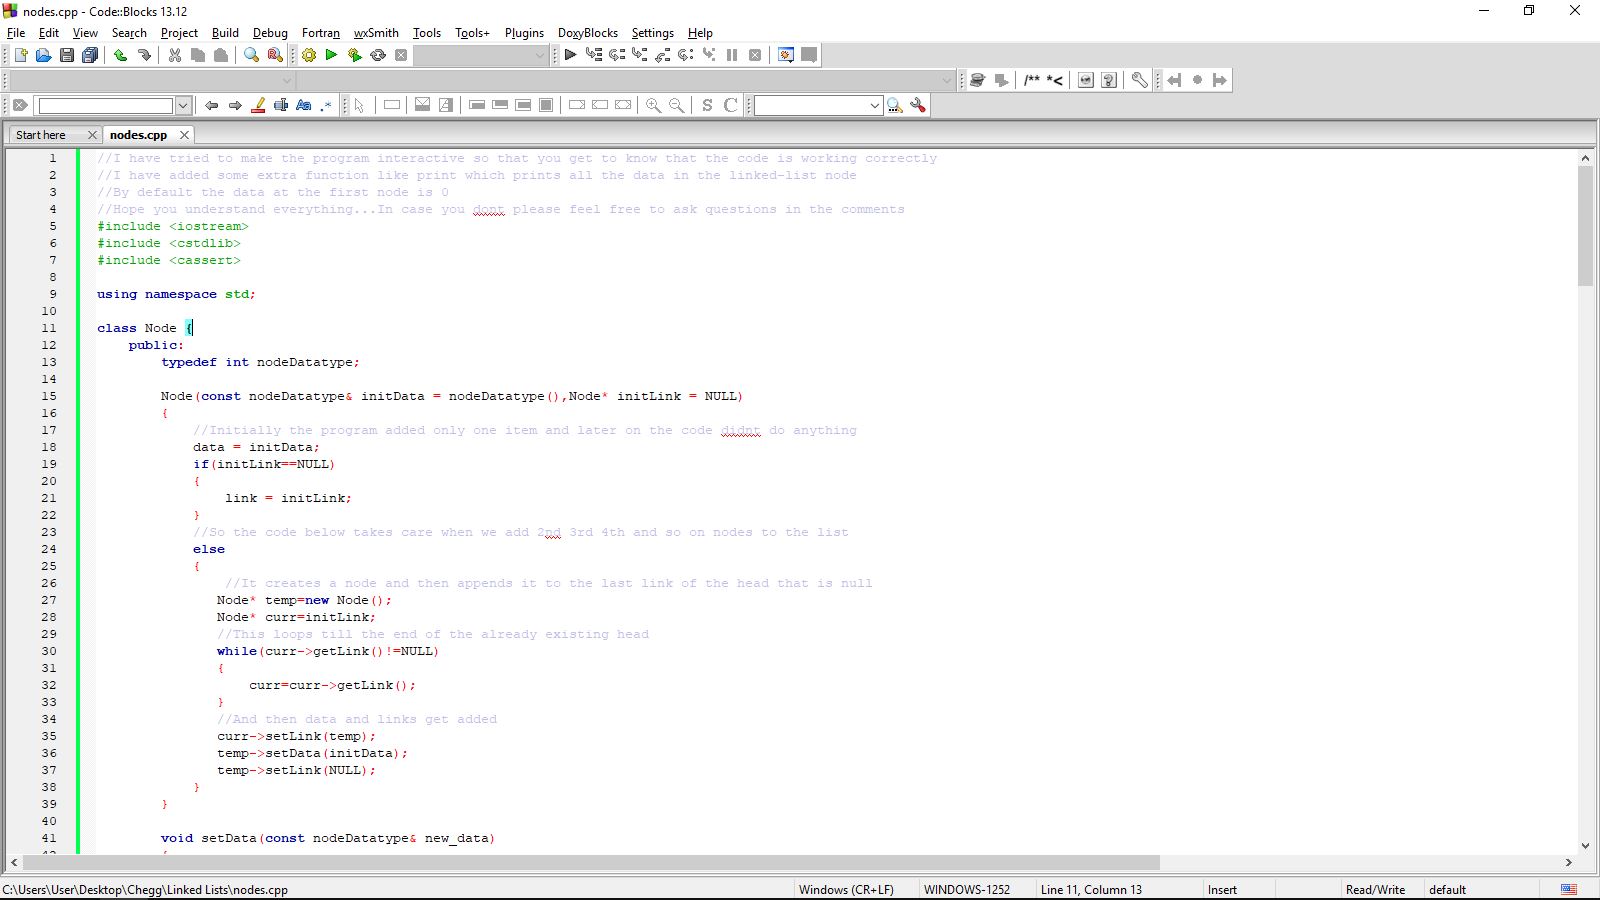 nodes.cpp - Code::Blocks 13.12
File Edit View Search Project Build Debug Fortran wxSmith Tools Tools+ Plugins DoxyBlocks Settings Help
/** *<
Aa .*
S C
Start here nodes.cpp
1 //I have tried to make the program interactive so that you get to know that the code is working correctly
2 //I have added some extra function like print which prints all the data in the linked-list node
3 //By default the data at the first node is 0
4 //Hope you understand everything...In case you dont please feel free to ask questions in the comments
5 #include <iostream>
6 #include <cstdlib>
7 #include <cassert>
8
9 using namespace std;
10
11 class Node {
12 public:
13 typedef int nodeDatatype;
14
15 Node(const nodeDatatype& initData = nodeDatatype(),Node* initLink = NULL)
16 {
17 //Initially the program added only one item and later on the code didnt do anything
18 data = initData;
19 if(initLink==NULL)
20 {
21 link = initLink;
22 }
23 //So the code below takes care when we add 2nd 3rd 4th and so on nodes to the list
24 else
25 {
26 //It creates a node and then appends it to the last link of the head that is null
27 Node* temp=new Node();
28 Node* curr=initLink;
29 //This loops till the end of the already existing head
30 while(curr->getLink()!=NULL)
31 {
32 curr=curr->getLink();
33 }
34 //And then data and links get added
35 curr->setLink(temp);
36 temp->setData(initData);
37 temp->setLink(NULL);
38 }
39 }
40
41 void setData(const nodeDatatype& new_data)
C:\Users\User\Desktop\Chegg\Linked Lists\nodes.cpp Windows (CR+LF) WINDOWS-1252 Line 11, Column 13 Insert Read/Write default